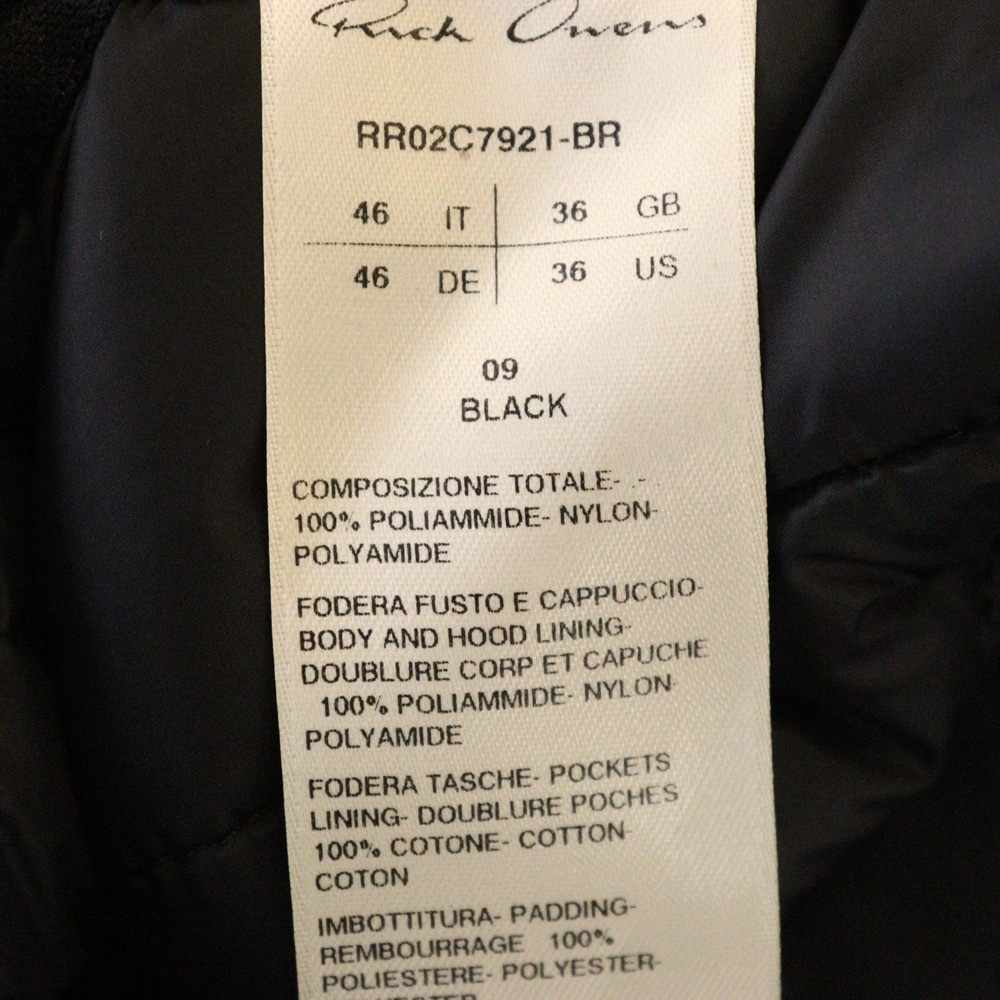 Rick Owens
RR02C7921-BR
46 IT 36 GB
46 DE 36 US
09
BLACK
COMPOSIZIONE TOTALE- .-
100% POLIAMMIDE- NYLON-
POLYAMIDE
FODERA FUSTO E CAPPUCCIO-
BODY AND HOOD LINING-
DOUBLURE CORP ET CAPUCHE
100% POLIAMMIDE- NYLON-
POLYAMIDE
FODERA TASCHE- POCKETS
LINING- DOUBLURE POCHES
100% COTONE- COTTON-
COTON
IMBOTTITURA- PADDING-
REMBOURRAGE 100%
POLIESTERE- POLYESTER-